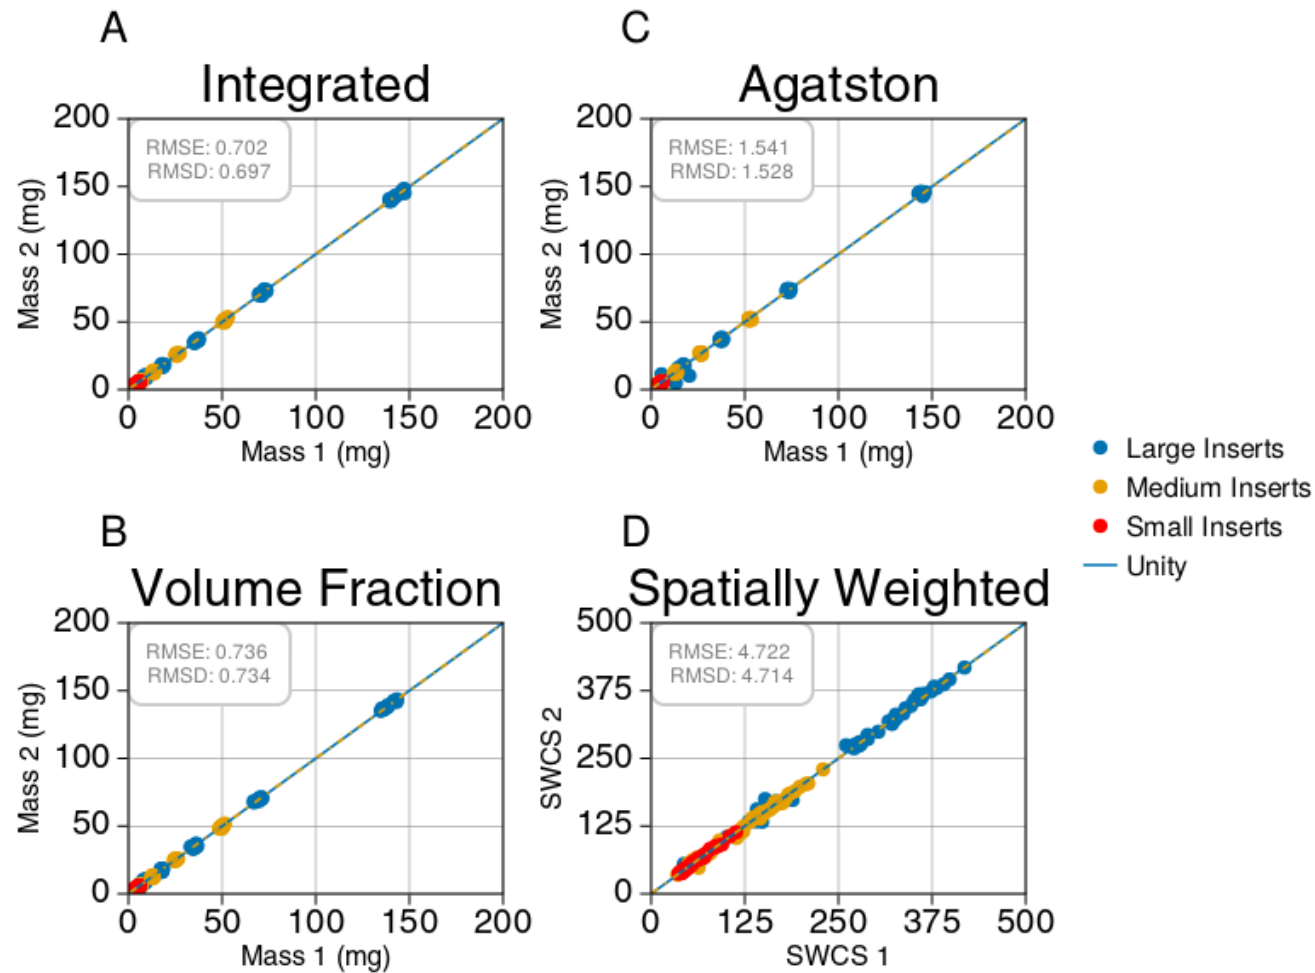 A
Integrated
200
150
100
50
0
RMSE: 0.702
RMSD: 0.697
Mass 2 (mg)
0 50 100 150 200
Mass 1 (mg)
C
Agatston
200
150
100
50
0
RMSE: 1.541
RMSD: 1.528
Mass 2 (mg)
0 50 100 150 200
Mass 1 (mg)
Large Inserts
Medium Inserts
Small Inserts
Unity
B
Volume Fraction
200
150
100
50
0
RMSE: 0.736
RMSD: 0.734
Mass 2 (mg)
0 50 100 150 200
Mass 1 (mg)
D
Spatially Weighted
500
375
250
125
0
RMSE: 4.722
RMSD: 4.714
SWCS 2
0 125 250 375 500
SWCS 1